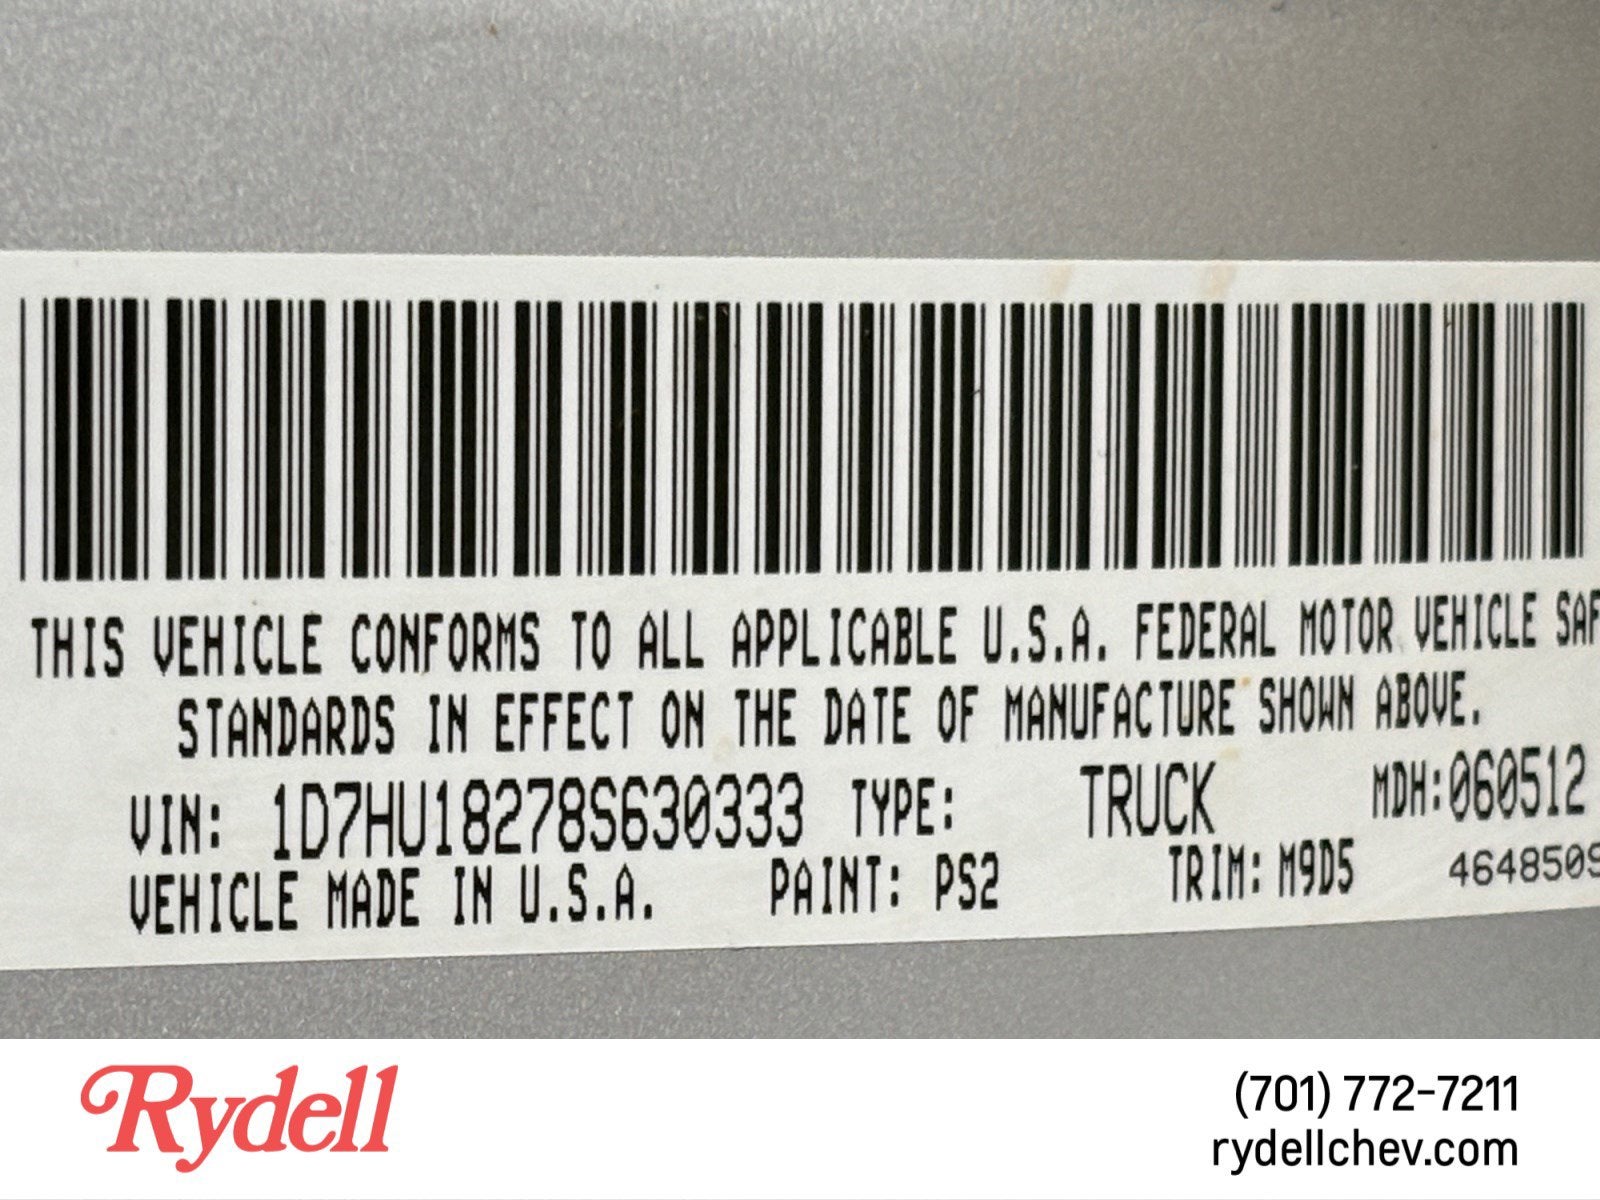 THIS VEHICLE CONFORMS TO ALL APPLICABLE U.S.A. FEDERAL MOTOR VEHICLE SAF
STANDARDS IN EFFECT ON THE DATE OF MANUFACTURE SHOWN ABOVE.
VIN: 1D7HU18278S630333 TYPE: TRUCK MDH:060512
VEHICLE MADE IN U.S.A. PAINT: PS2 TRIM: M9D5 464850S
Rydell
(701) 772-7211
rydellchev.com